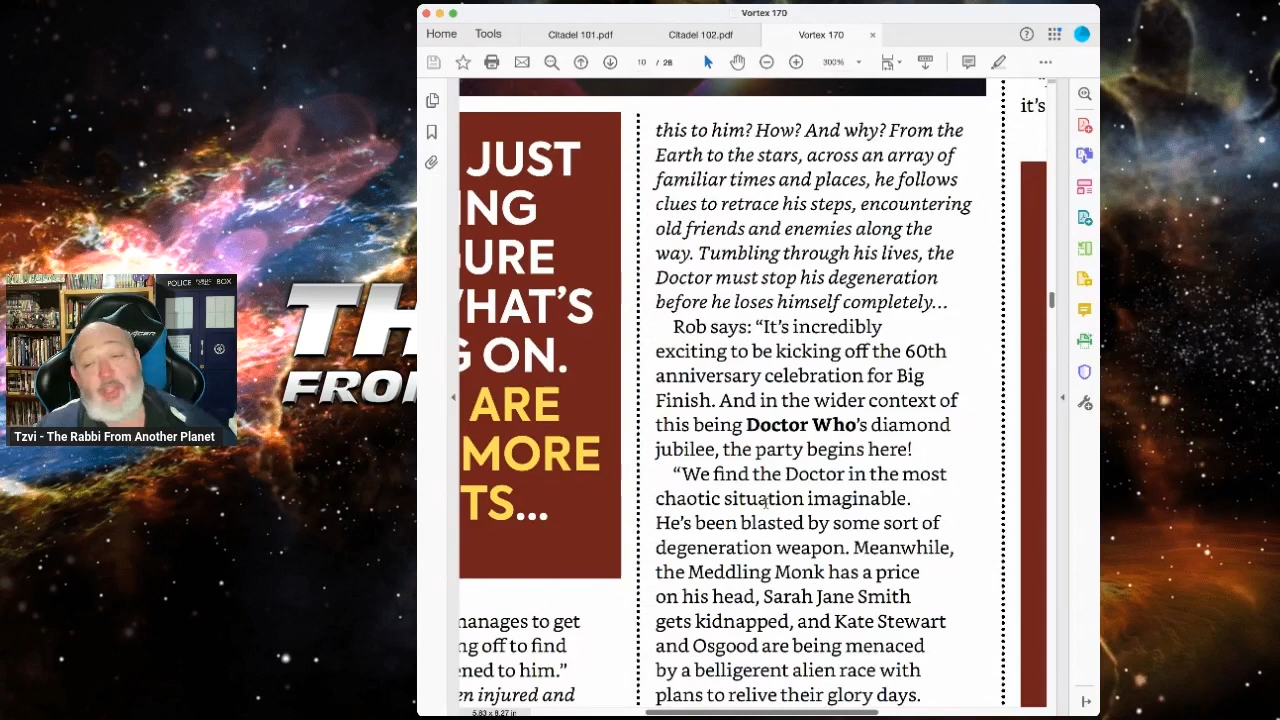 Vortex 170
Home
Tools
Citadel 101.pdf
Citadel 102.pdf
Vortex 170
10 / 28
300%
JUST
ING
URE
HAT'S
G ON.
ARE
MORE
TS...
manages to get
ng off to find
ened to him.”
en injured and
this to him? How? And why? From the
Earth to the stars, across an array of
familiar times and places, he follows
clues to retrace his steps, encountering
old friends and enemies along the
way. Tumbling through his lives, the
Doctor must stop his degeneration
before he loses himself completely…
Rob says: “It’s incredibly
exciting to be kicking off the 60th
anniversary celebration for Big
Finish. And in the wider context of
this being Doctor Who’s diamond
jubilee, the party begins here!
“We find the Doctor in the most
chaotic situation imaginable.
He’s been blasted by some sort of
degeneration weapon. Meanwhile,
the Meddling Monk has a price
on his head, Sarah Jane Smith
gets kidnapped, and Kate Stewart
and Osgood are being menaced
by a belligerent alien race with
plans to relive their glory days.
it’s
5.83 x 8.27 in
POLICE PUBLIC BOX
Tzvi - The Rabbi From Another Planet
TH
FRO